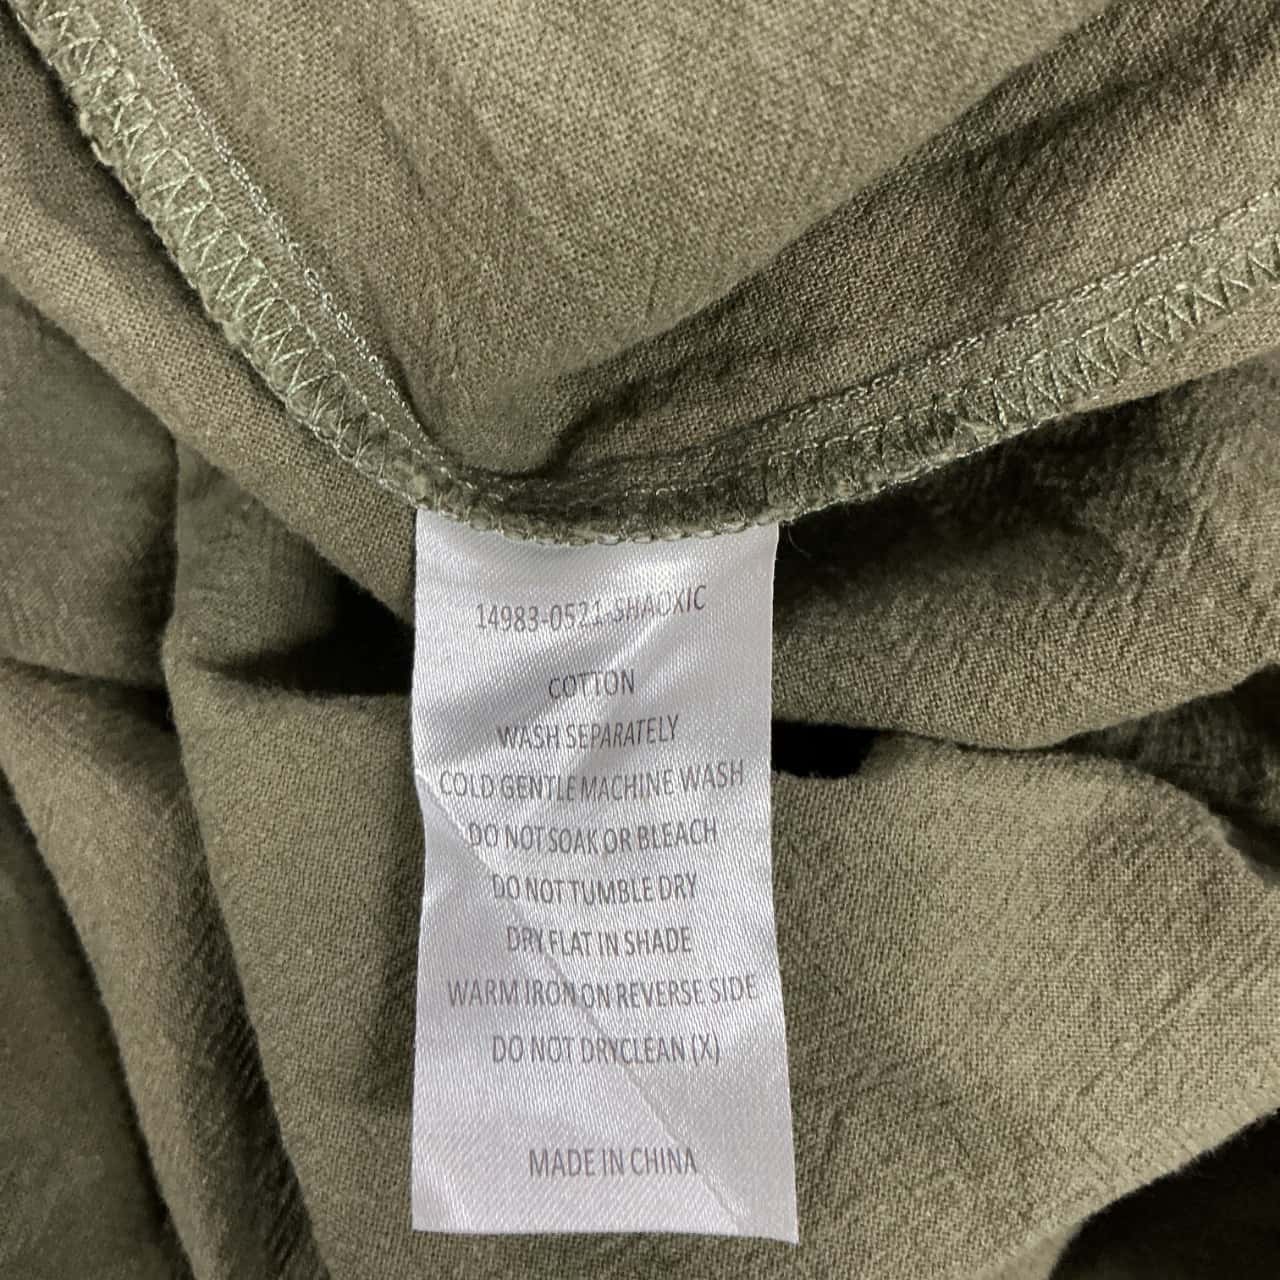 14983-0521-SHAOXIC
COTTON
WASH SEPARATELY
COLD GENTLE MACHINE WASH
DO NOT SOAK OR BLEACH
DO NOT TUMBLE DRY
DRY FLAT IN SHADE
WARM IRON ON REVERSE SIDE
DO NOT DRYCLEAN (X)
MADE IN CHINA